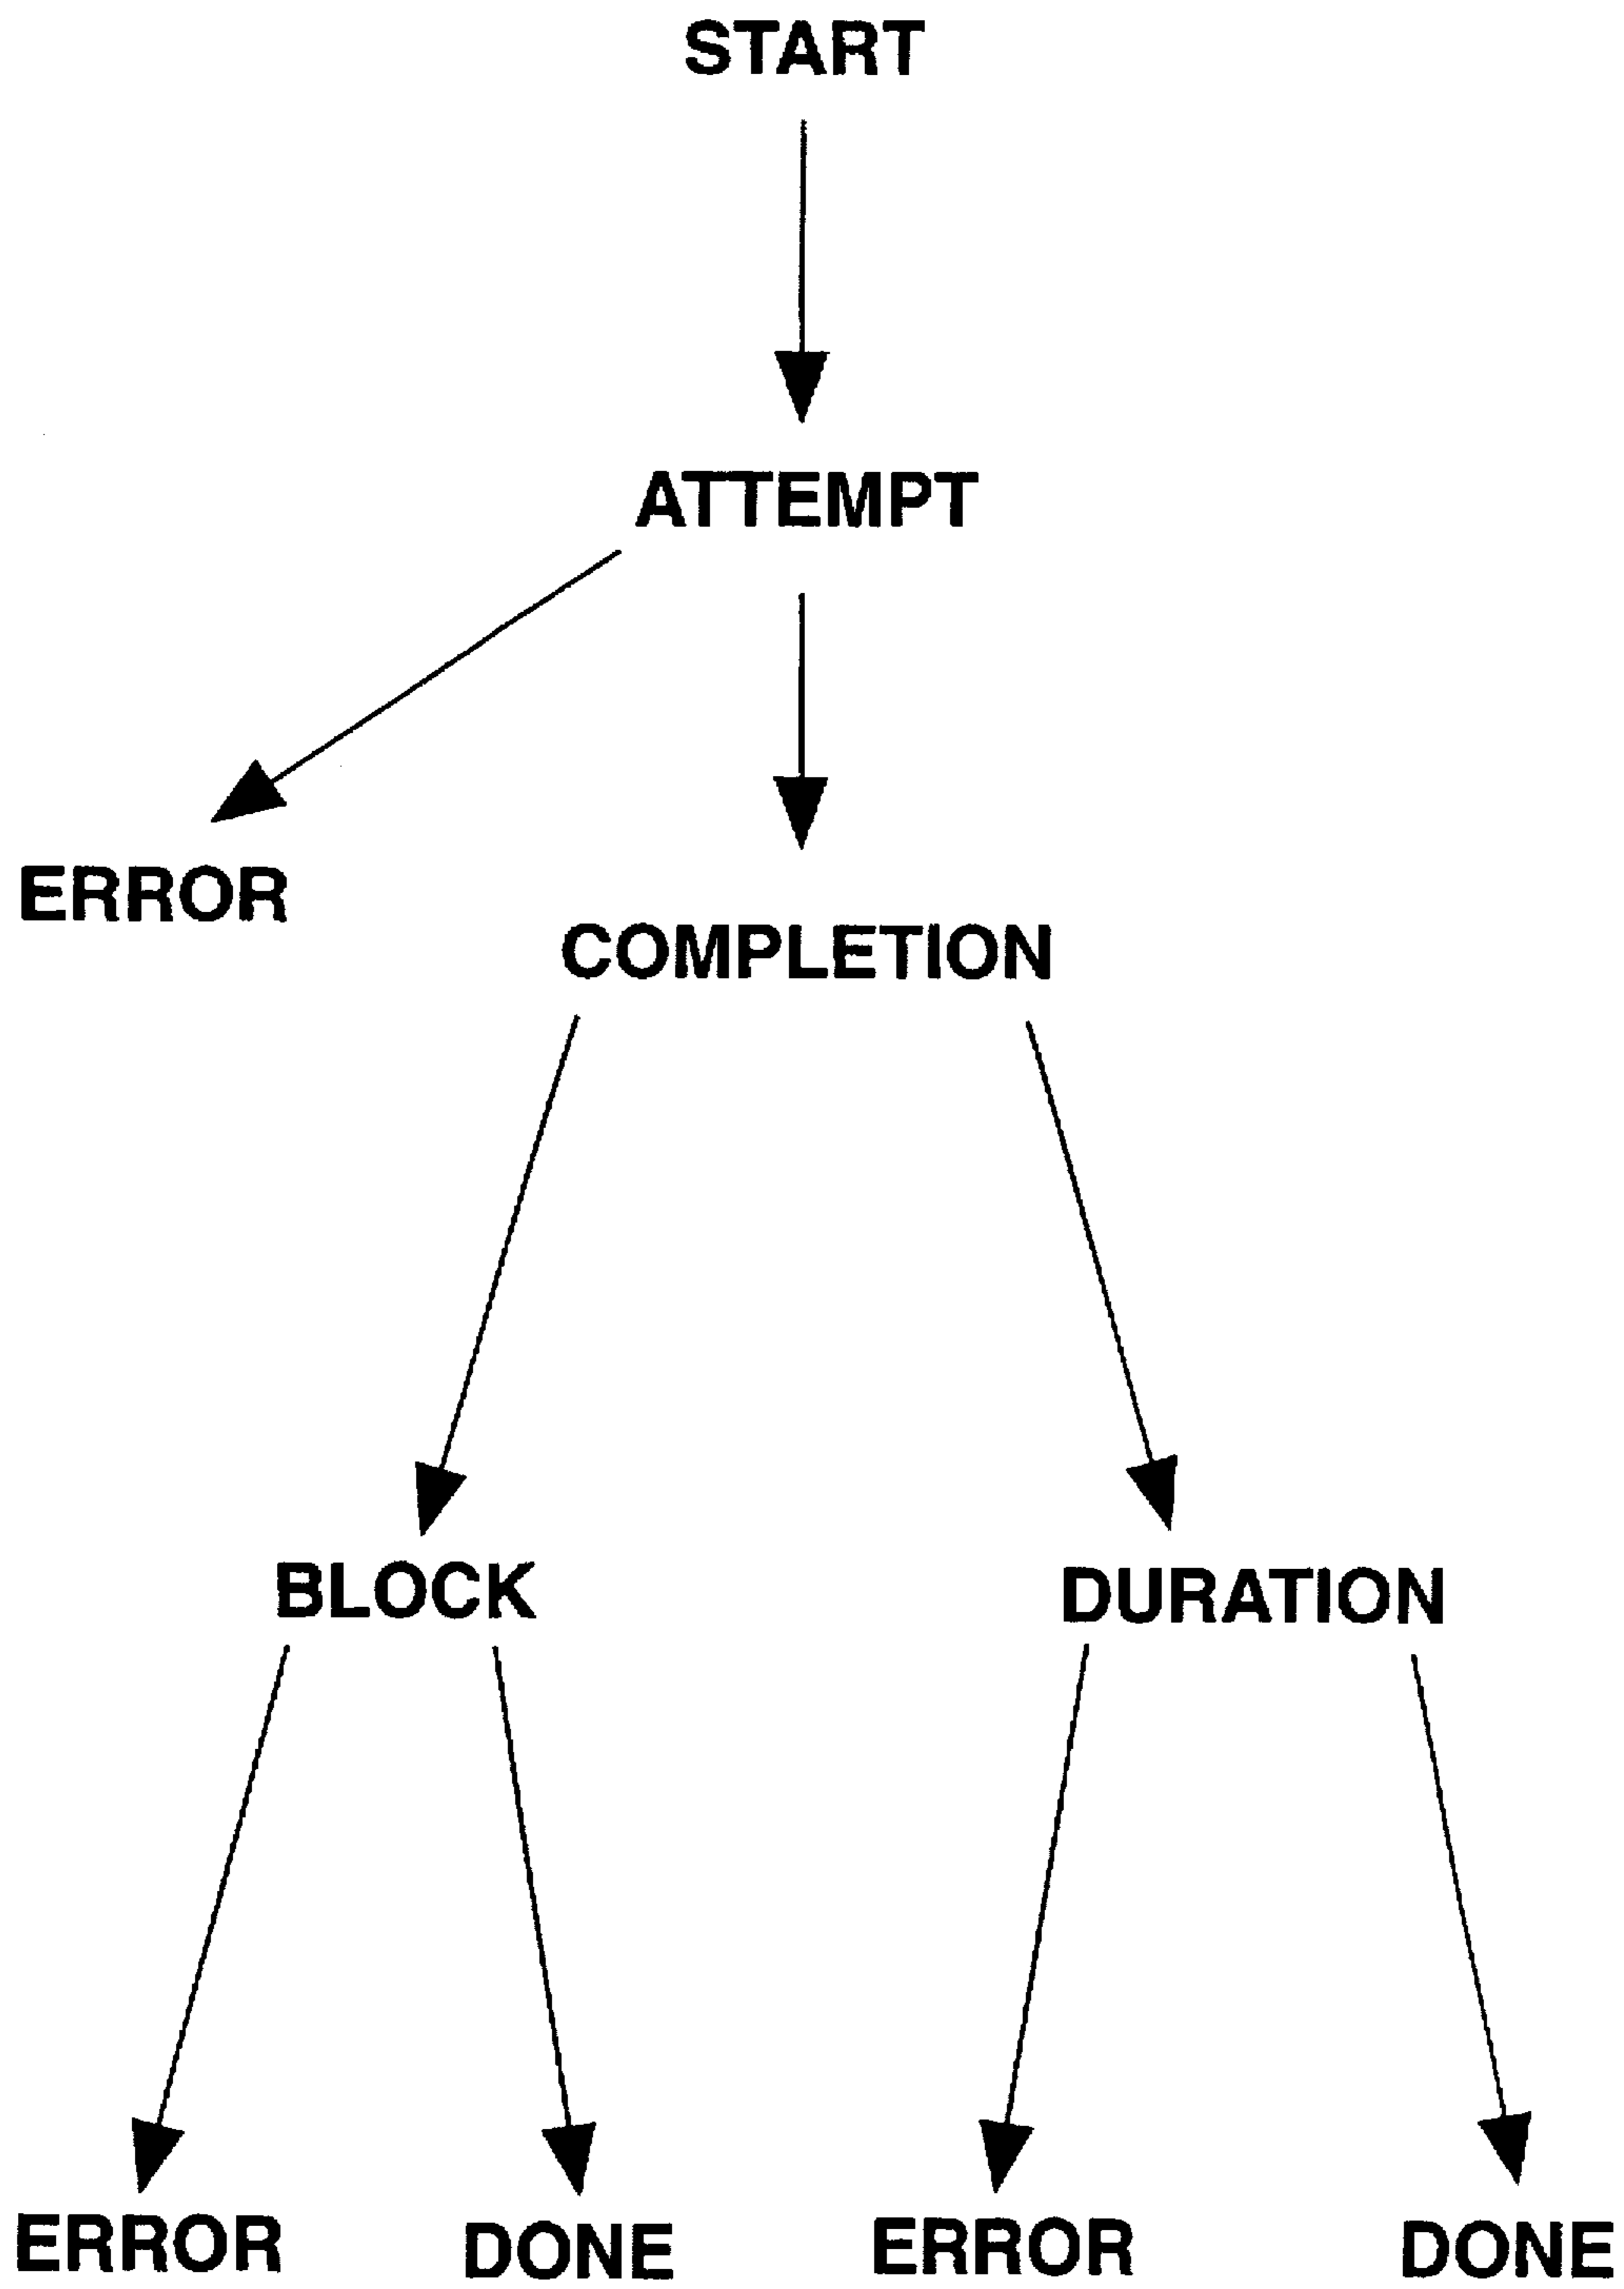 START
ATTEMPT
ERROR
COMPLETION
BLOCK
DURATION
ERROR
DONE
ERROR
DONE